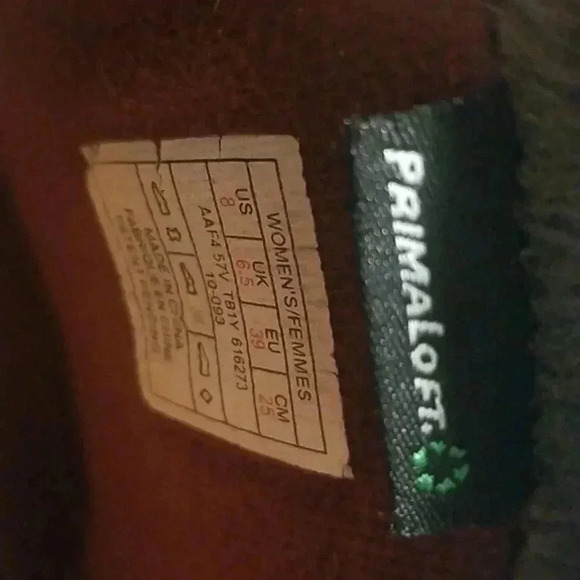 PRIMALOFT.
WOMEN'S/FEMMES
US UK EU CM
8 6.5 39 25
AAF4 57V TB1Y 616273
10-093
MADE IN CHINA